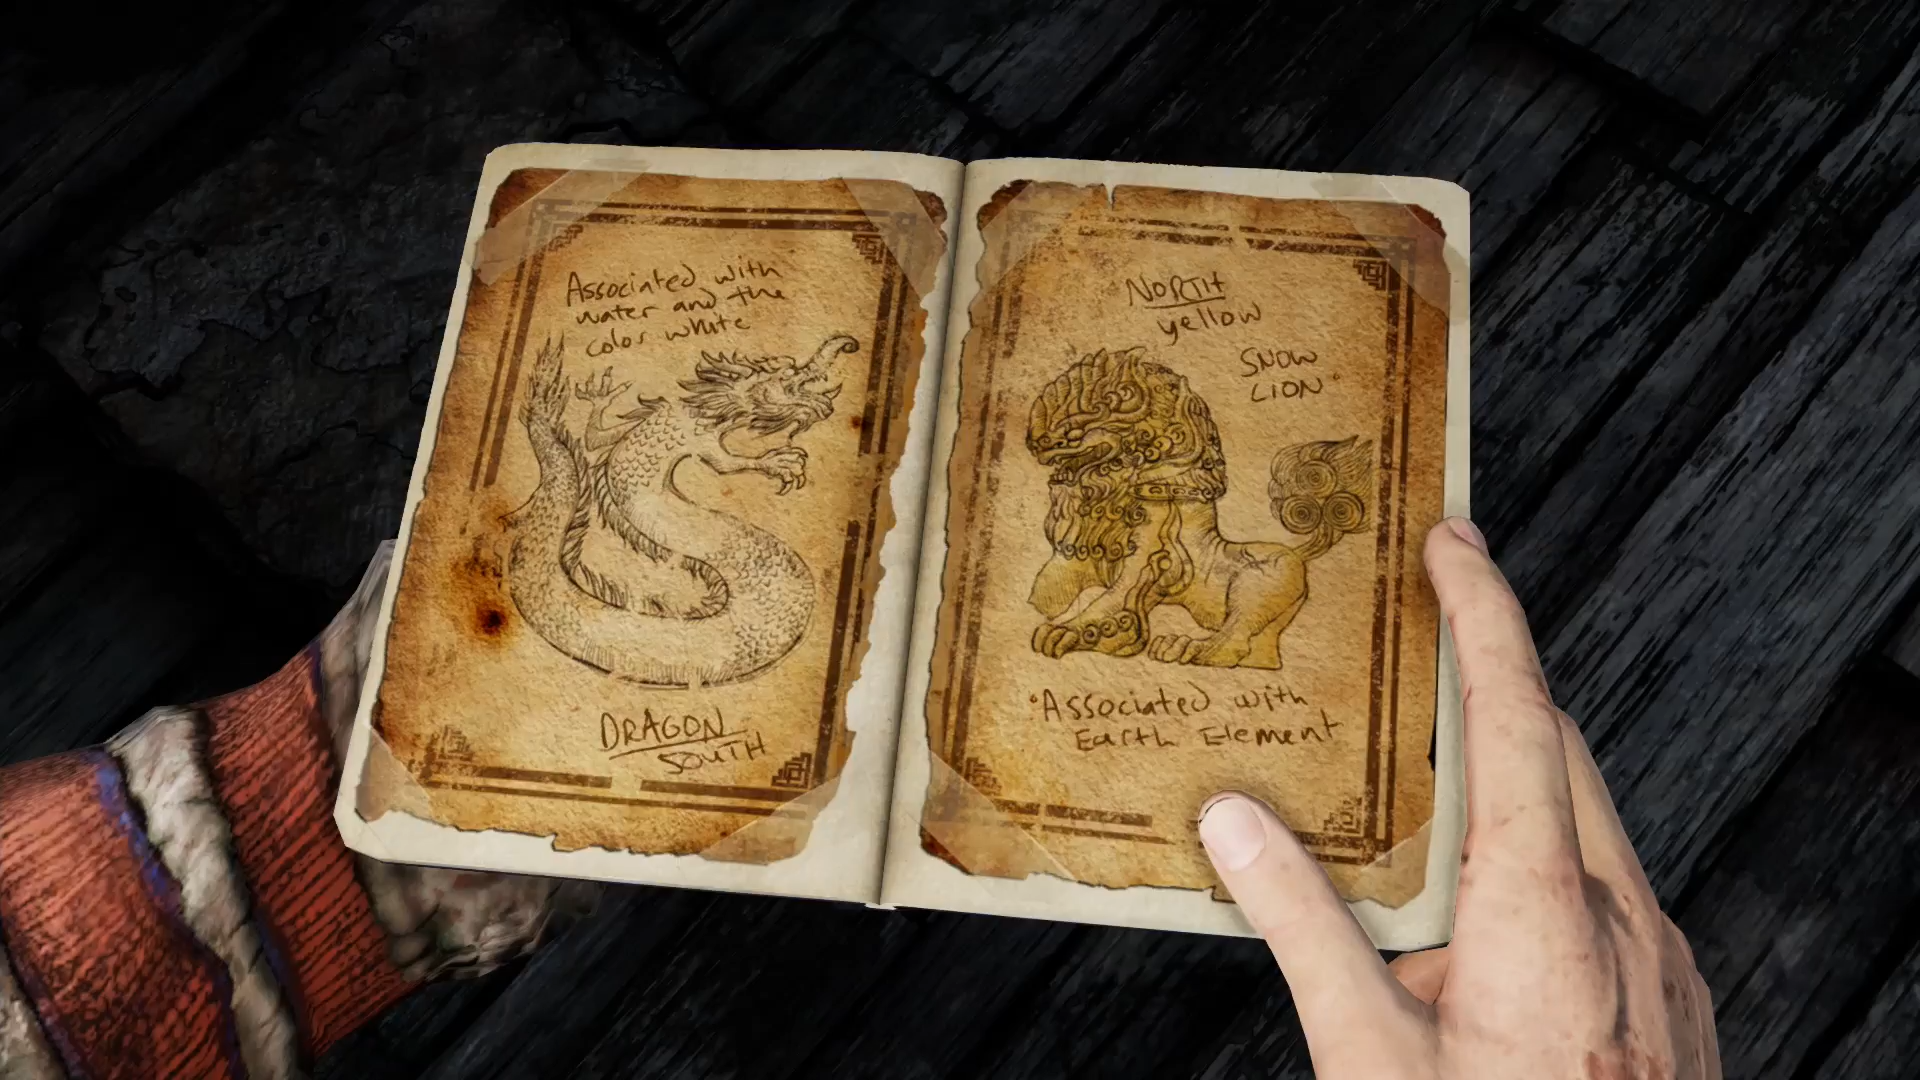 Associated with
water and the
color white
DRAGON
SOUTH
NORTH
yellow
SNOW
LION
Associated with
Earth Element